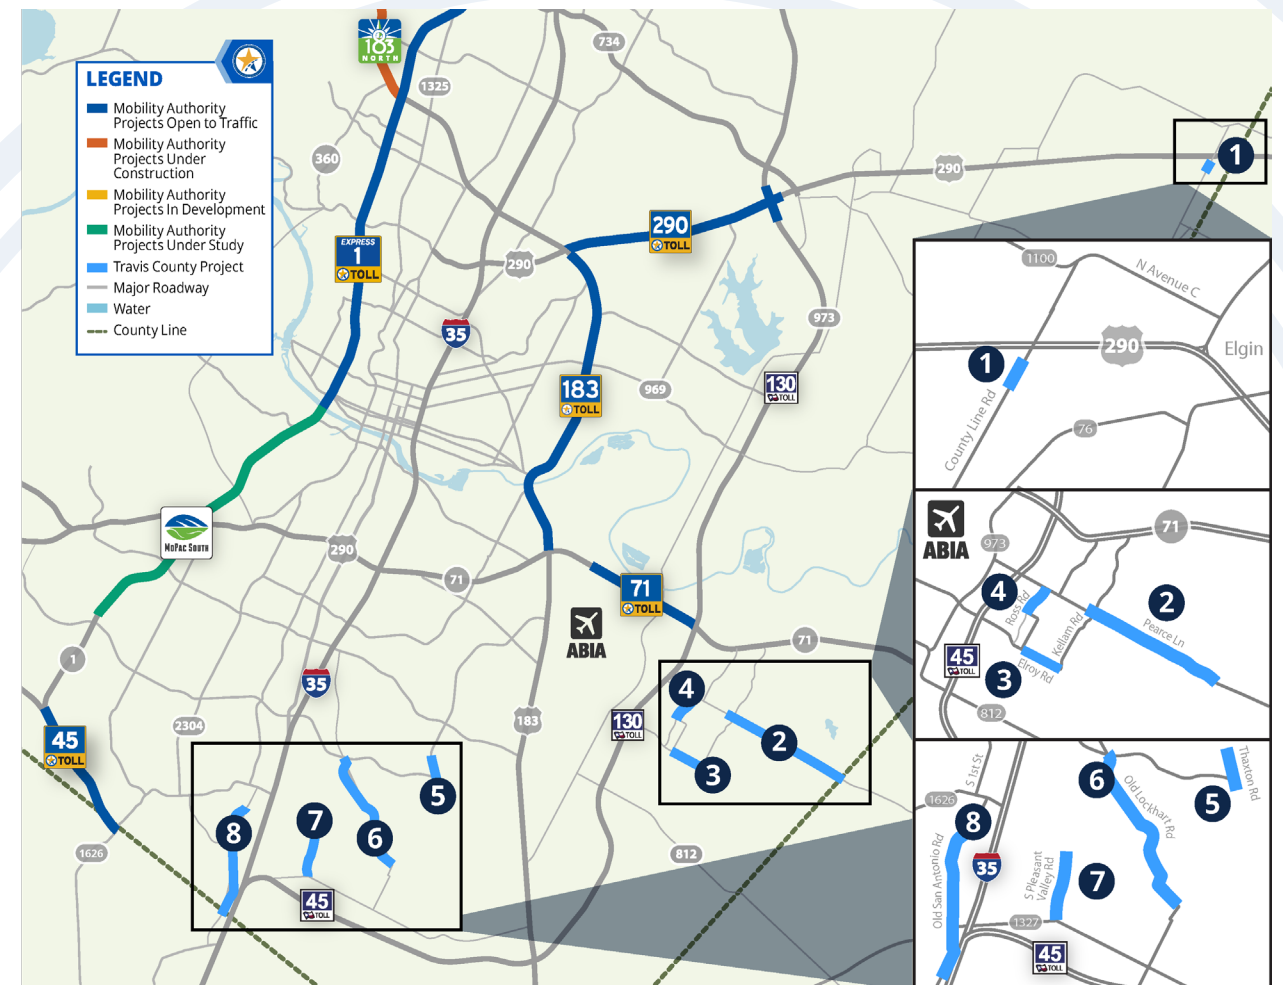 183
NORTH
734
1325
LEGEND
Mobility Authority
Projects Open to Traffic
Mobility Authority
Projects Under
Construction
Mobility Authority
Projects In Development
Mobility Authority
Projects Under Study
Travis County Project
Major Roadway
Water
County Line
360
290
1
290
TOLL
EXPRESS
1
TOLL
290
35
973
183
TOLL
969
130
TOLL
MoPac South
290
71
71
TOLL
ABIA
71
1
35
2304
183
130
TOLL
45
TOLL
4
2
3
5
6
7
8
1626
812
45
TOLL
1100
N Avenue C
290
Elgin
1
County Line Rd
76
ABIA
973
71
4
Ross Rd
2
Kellam Rd
Pearce Ln
45
TOLL
3
Elroy Rd
812
S 1st St
1626
8
Old San Antonio Rd
35
6
Old Lockhart Rd
5
Thaxton Rd
S Pleasant
Valley Rd
7
1327
45
TOLL